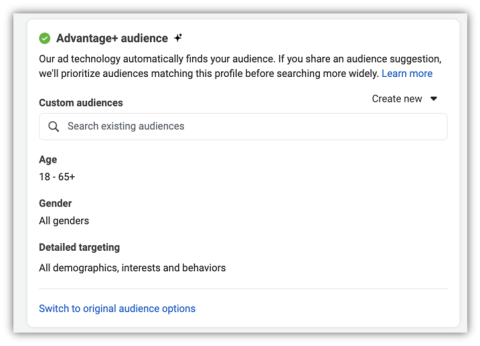 Advantage+ audience
Our ad technology automatically finds your audience. If you share an audience suggestion,
we'll prioritize audiences matching this profile before searching more widely. Learn more
Custom audiences
Create new
Search existing audiences
Age
18 - 65+
Gender
All genders
Detailed targeting
All demographics, interests and behaviors
Switch to original audience options